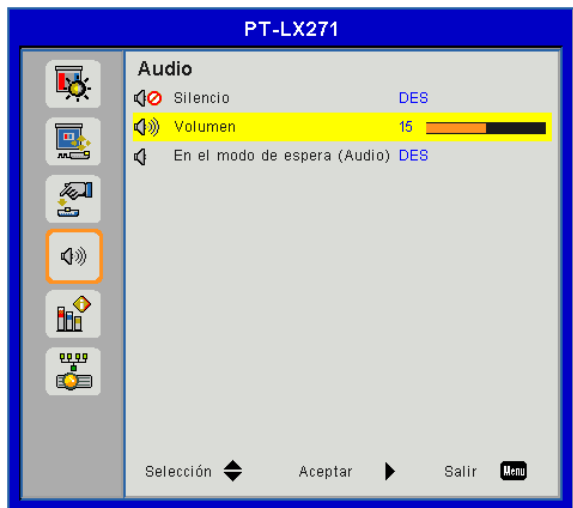 PT-LX271
Audio
Silencio DES
Volumen 15
En el modo de espera (Audio) DES
Selección Aceptar Salir Menu